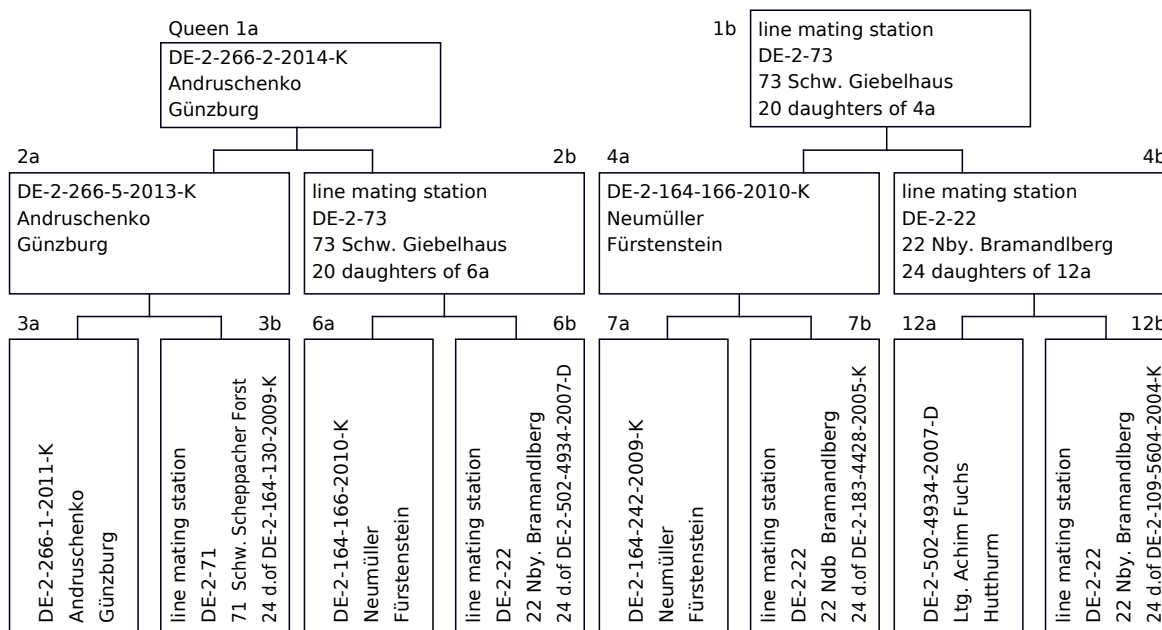 Queen 1a
DE-2-266-2-2014-K
Andruschenko
Günzburg
1b
line mating station
DE-2-73
73 Schw. Giebelhaus
20 daughters of 4a
2a
DE-2-266-5-2013-K
Andruschenko
Günzburg
2b
line mating station
DE-2-73
73 Schw. Giebelhaus
20 daughters of 6a
4a
DE-2-164-166-2010-K
Neumüller
Fürstenstein
4b
line mating station
DE-2-22
22 Nby. Bramandlberg
24 daughters of 12a
3a
DE-2-266-1-2011-K
Andruschenko
Günzburg
3b
line mating station
DE-2-71
71 Schw. Scheppacher Forst
24 d.of DE-2-164-130-2009-K
6a
DE-2-164-166-2010-K
Neumüller
Fürstenstein
6b
line mating station
DE-2-22
22 Nby. Bramandlberg
24 d.of DE-2-502-4934-2007-D
7a
DE-2-164-242-2009-K
Neumüller
Fürstenstein
7b
line mating station
DE-2-22
22 Ndb Bramandlberg
24 d.of DE-2-183-4428-2005-K
12a
DE-2-502-4934-2007-D
Ltg. Achim Fuchs
Hutthurm
12b
line mating station
DE-2-22
22 Nby. Bramandlberg
24 d.of DE-2-109-5604-2004-K